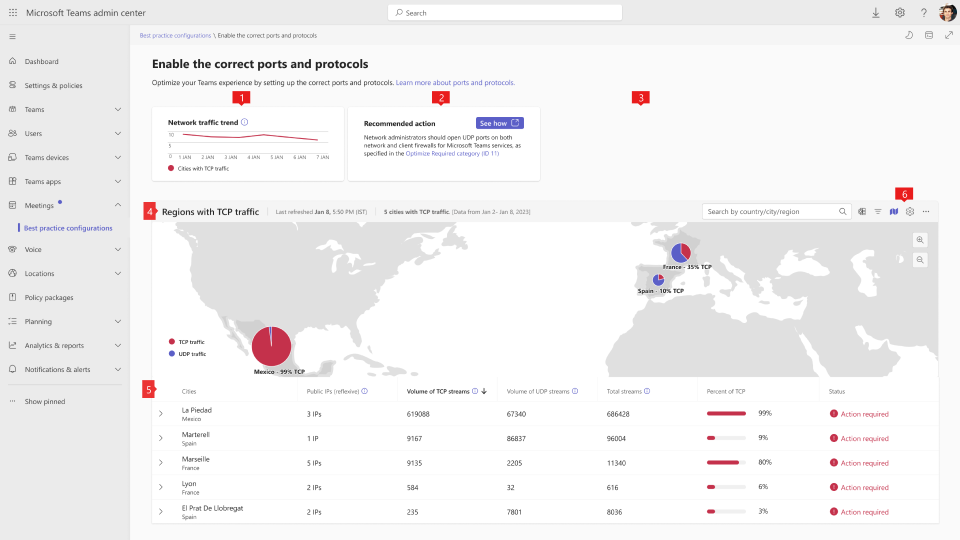 Microsoft Teams admin center
Search
?
Best practice configurations \ Enable the correct ports and protocols
Dashboard
Settings & policies
Teams
Users
Teams devices
Teams apps
Meetings
Best practice configurations
Voice
Locations
Policy packages
Planning
Analytics & reports
Notifications & alerts
Show pinned
Enable the correct ports and protocols
Optimize your Teams experience by setting up the correct ports and protocols. Learn more about ports and protocols.
1
2
3
Network traffic trend
10
5
0
1 JAN 2 JAN 3 JAN 4 JAN 5 JAN 6 JAN 7 JAN
Cities with TCP traffic
Recommended action
See how
Network administrators should open UDP ports on both
network and client firewalls for Microsoft Teams services, as
specified in the Optimize Required category (ID 11)
6
4
Regions with TCP traffic
Last refreshed Jan 8, 5:50 PM (IST)
5 cities with TCP traffic. (Data from Jan 2- Jan 8, 2023)
Search by country/city/region
France - 35% TCP
Spain - 10% TCP
TCP traffic
UDP traffic
Mexico - 99% TCP
5
Cities Public IPs (reflexive) Volume of TCP streams Volume of UDP streams Total streams Percent of TCP Status
La Piedad
Mexico
3 IPs 619088 67340 686428 99% Action required
Marterell
Spain
1 IP 9167 86837 96004 9% Action required
Marseille
France
5 IPs 9135 2205 11340 80% Action required
Lyon
France
2 IPs 584 32 616 6% Action required
El Prat De Llobregat
Spain
2 IPs 235 7801 8036 3% Action required